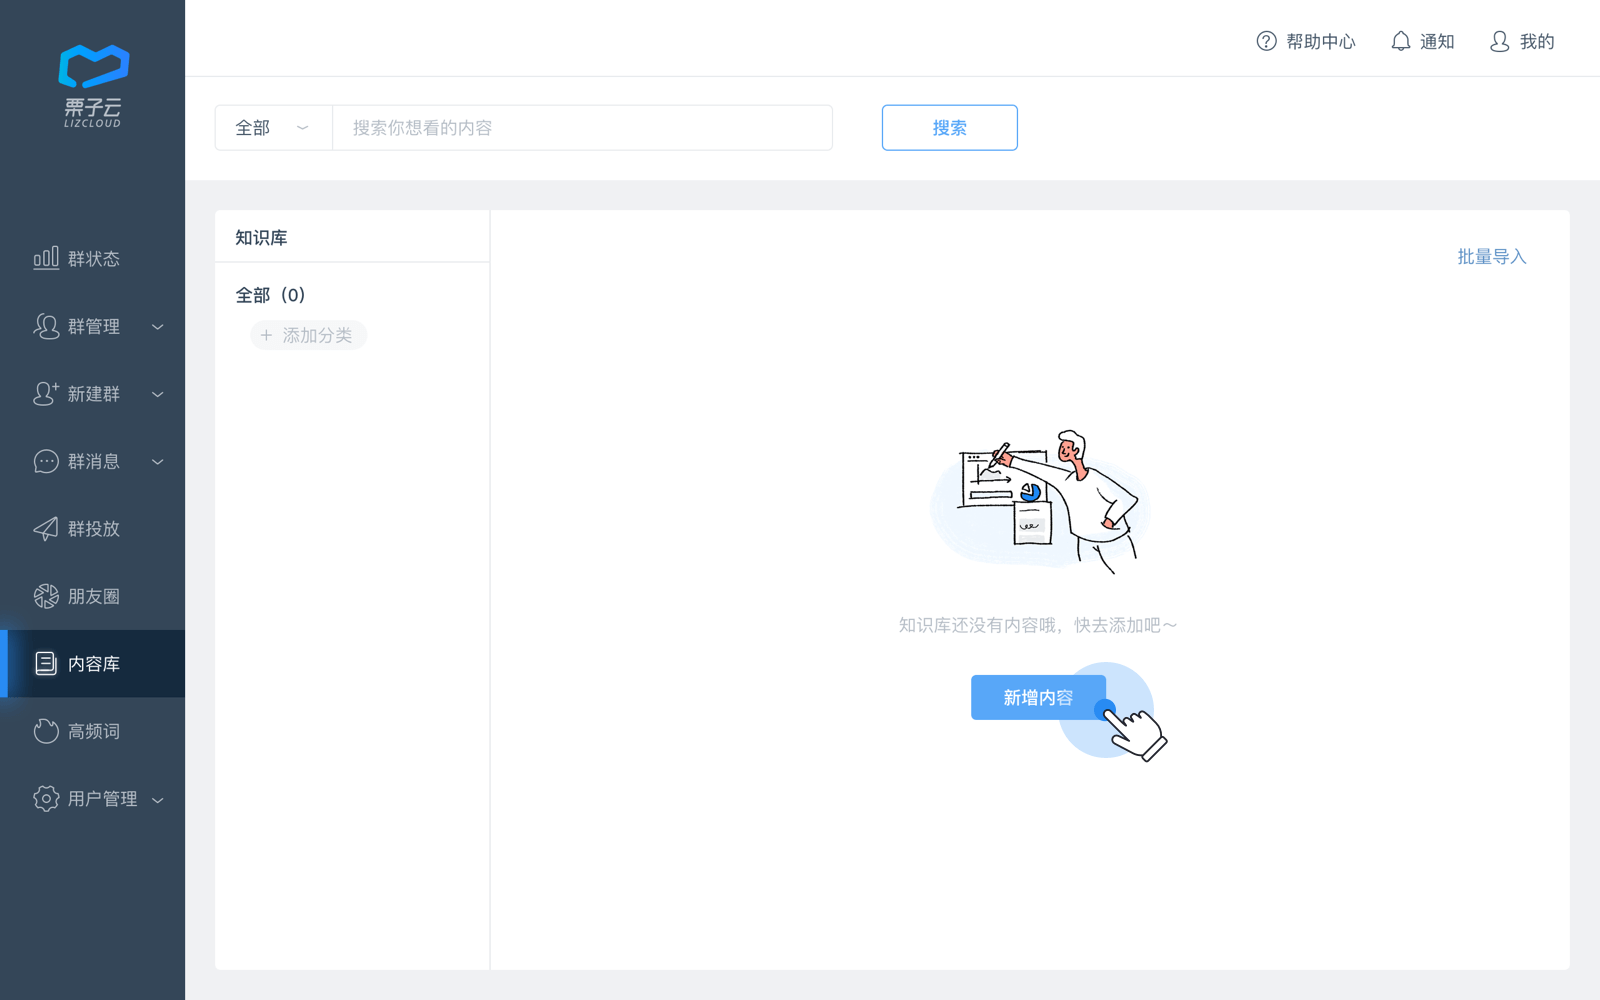 栗子云
LIZCLOUD
帮助中心
通知
我的
全部
搜索你想看的内容
搜索
群状态
群管理
新建群
群消息
群投放
朋友圈
内容库
高频词
用户管理
知识库
全部（0）
+ 添加分类
批量导入
知识库还没有内容哦，快去添加吧～
新增内容